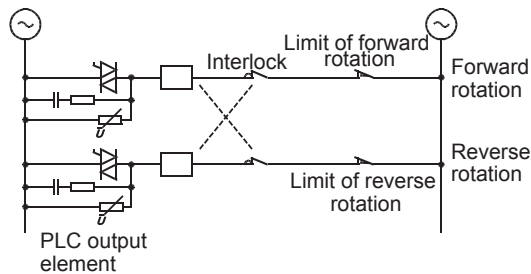 Limit of forward
rotation
Interlock
Forward
rotation
U
Reverse
rotation
Limit of reverse
rotation
U
PLC output
element